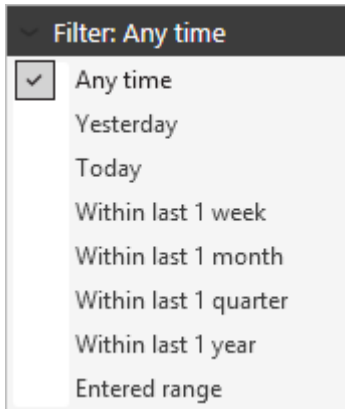 Filter: Any time
Any time
Yesterday
Today
Within last 1 week
Within last 1 month
Within last 1 quarter
Within last 1 year
Entered range